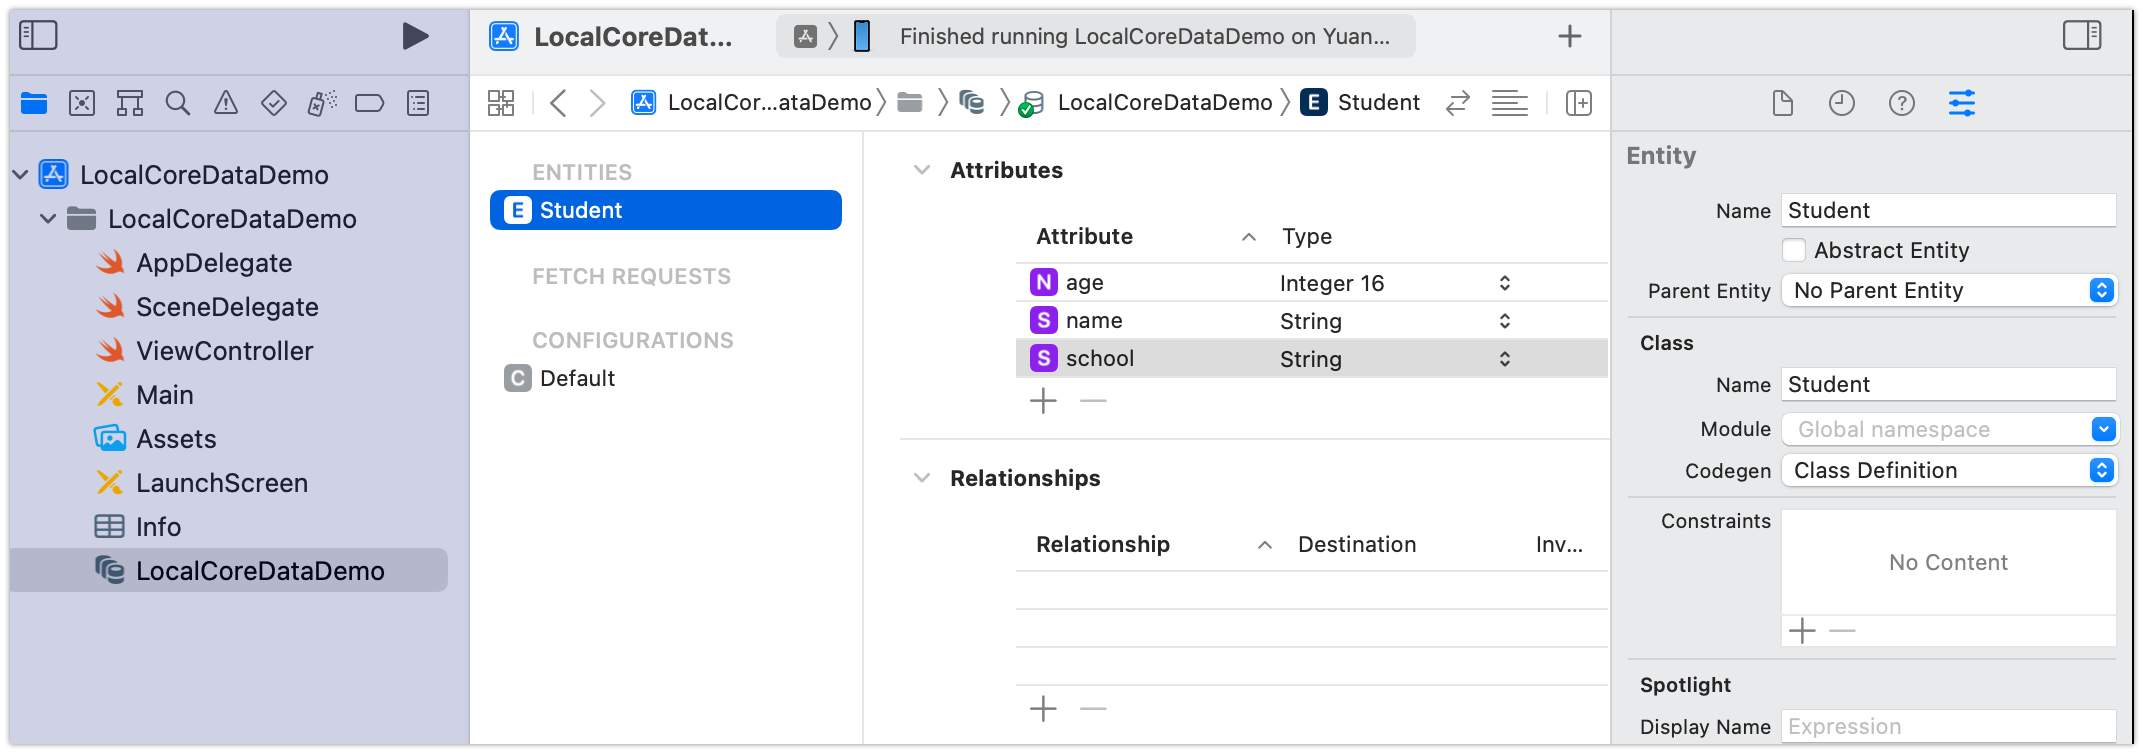 LocalCoreDat...
Finished running LocalCoreDataDemo on Yuan...
LocalCor...ataDemo
LocalCoreDataDemo
E Student
LocalCoreDataDemo
LocalCoreDataDemo
AppDelegate
SceneDelegate
ViewController
Main
Assets
LaunchScreen
Info
LocalCoreDataDemo
ENTITIES
E Student
FETCH REQUESTS
CONFIGURATIONS
C Default
Attributes
Attribute Type
N age Integer 16
S name String
S school String
Relationships
Relationship Destination Inv...
Entity
Name Student
Abstract Entity
Parent Entity No Parent Entity
Class
Name Student
Module Global namespace
Codegen Class Definition
Constraints
No Content
Spotlight
Display Name Expression